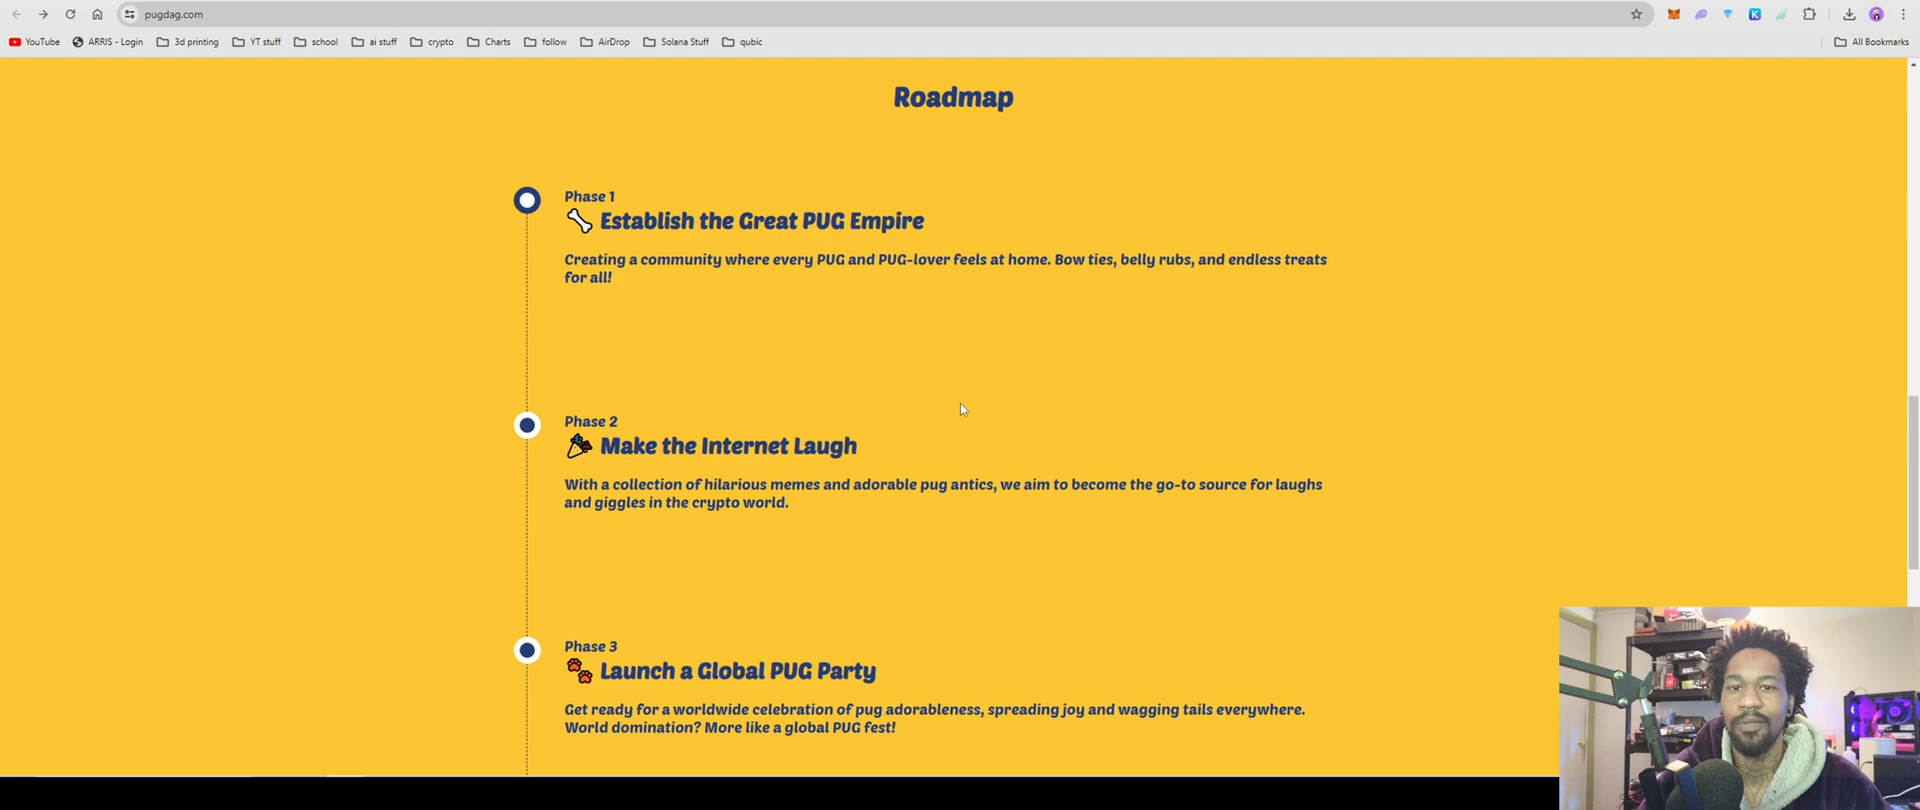 pugdag.com
YouTube ARRIS - Login 3d printing YT stuff school ai stuff crypto Charts follow AirDrop Solana Stuff qubic All Bookmarks
Roadmap
Phase 1
Establish the Great PUG Empire
Creating a community where every PUG and PUG-lover feels at home. Bow ties, belly rubs, and endless treats
for all!
Phase 2
Make the Internet Laugh
With a collection of hilarious memes and adorable pug antics, we aim to become the go-to source for laughs
and giggles in the crypto world.
Phase 3
Launch a Global PUG Party
Get ready for a worldwide celebration of pug adorableness, spreading joy and wagging tails everywhere.
World domination? More like a global PUG fest!